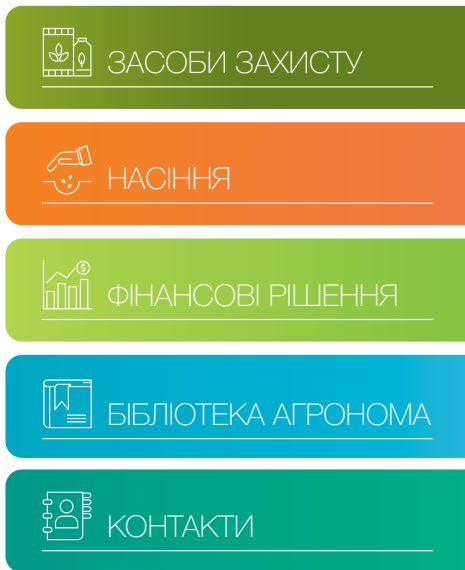 ЗАСОБИ ЗАХИСТУ
НАСІННЯ
$
ФІНАНСОВІ РІШЕННЯ
БІБЛІОТЕКА АГРОНОМА
КОНТАКТИ